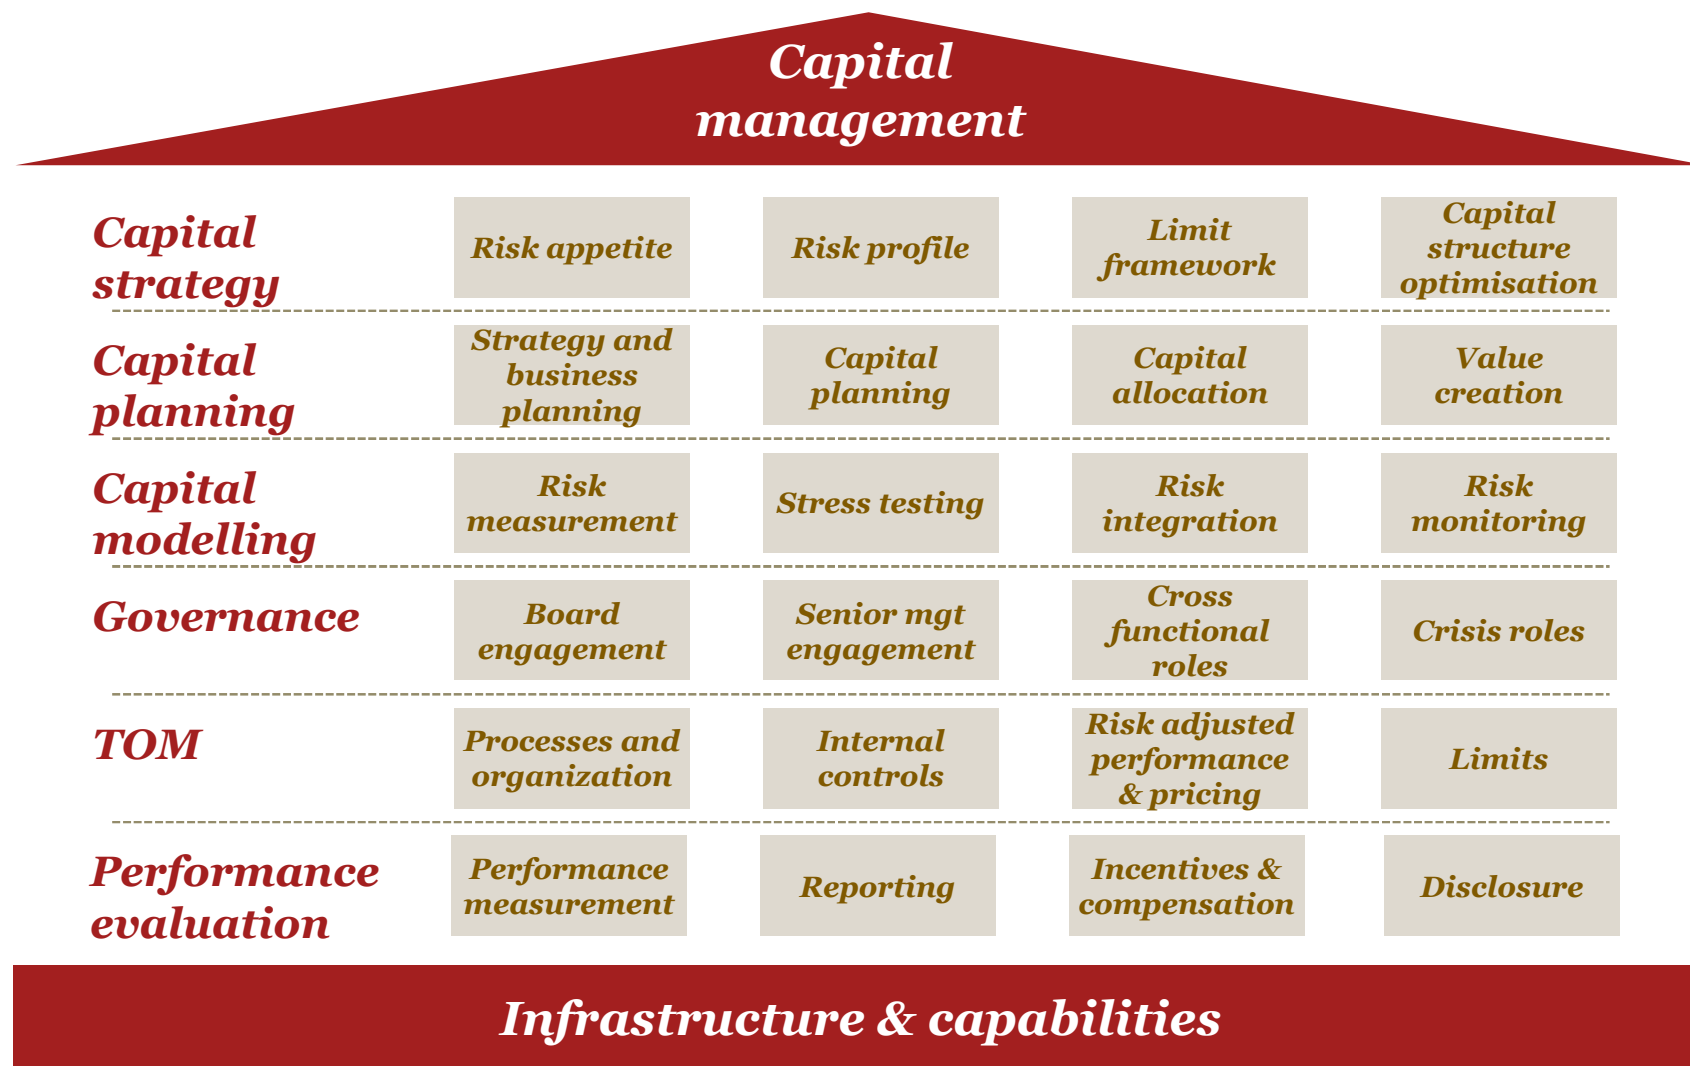 Capital
management
Capital
strategy
Risk appetite
Risk profile
Limit
framework
Capital
structure
optimisation
Capital
planning
Strategy and
business
planning
Capital
planning
Capital
allocation
Value
creation
Capital
modelling
Risk
measurement
Stress testing
Risk
integration
Risk
monitoring
Governance
Board
engagement
Senior mgt
engagement
Cross
functional
roles
Crisis roles
TOM
Processes and
organization
Internal
controls
Risk adjusted
performance
& pricing
Limits
Performance
evaluation
Performance
measurement
Reporting
Incentives &
compensation
Disclosure
Infrastructure & capabilities